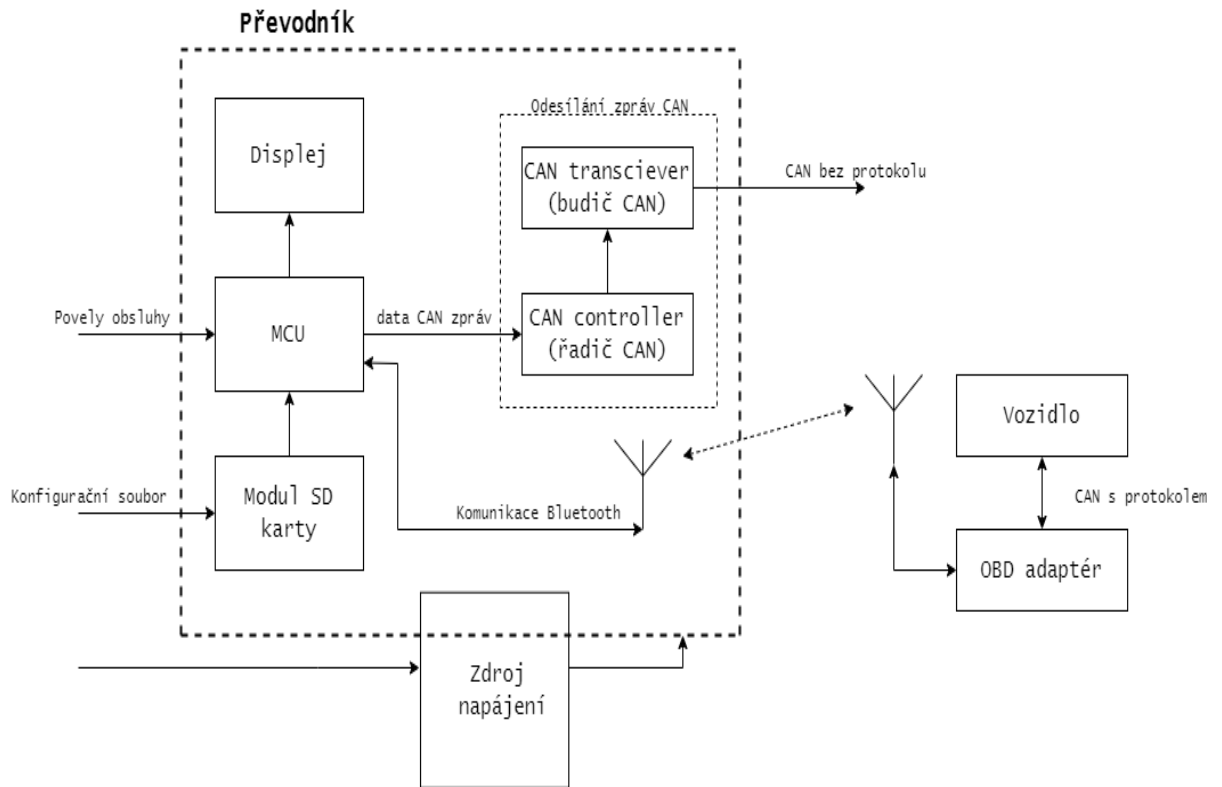 Převodník
Displej
Odesílání zpráv CAN
CAN transciever
(budič CAN)
CAN bez protokolu
Povely obsluhy
MCU
data CAN zpráv
CAN controller
(řadič CAN)
Vozidlo
Konfigurační soubor
Modul SD
karty
Komunikace Bluetooth
CAN s protokolem
OBD adaptér
Zdroj
napájení